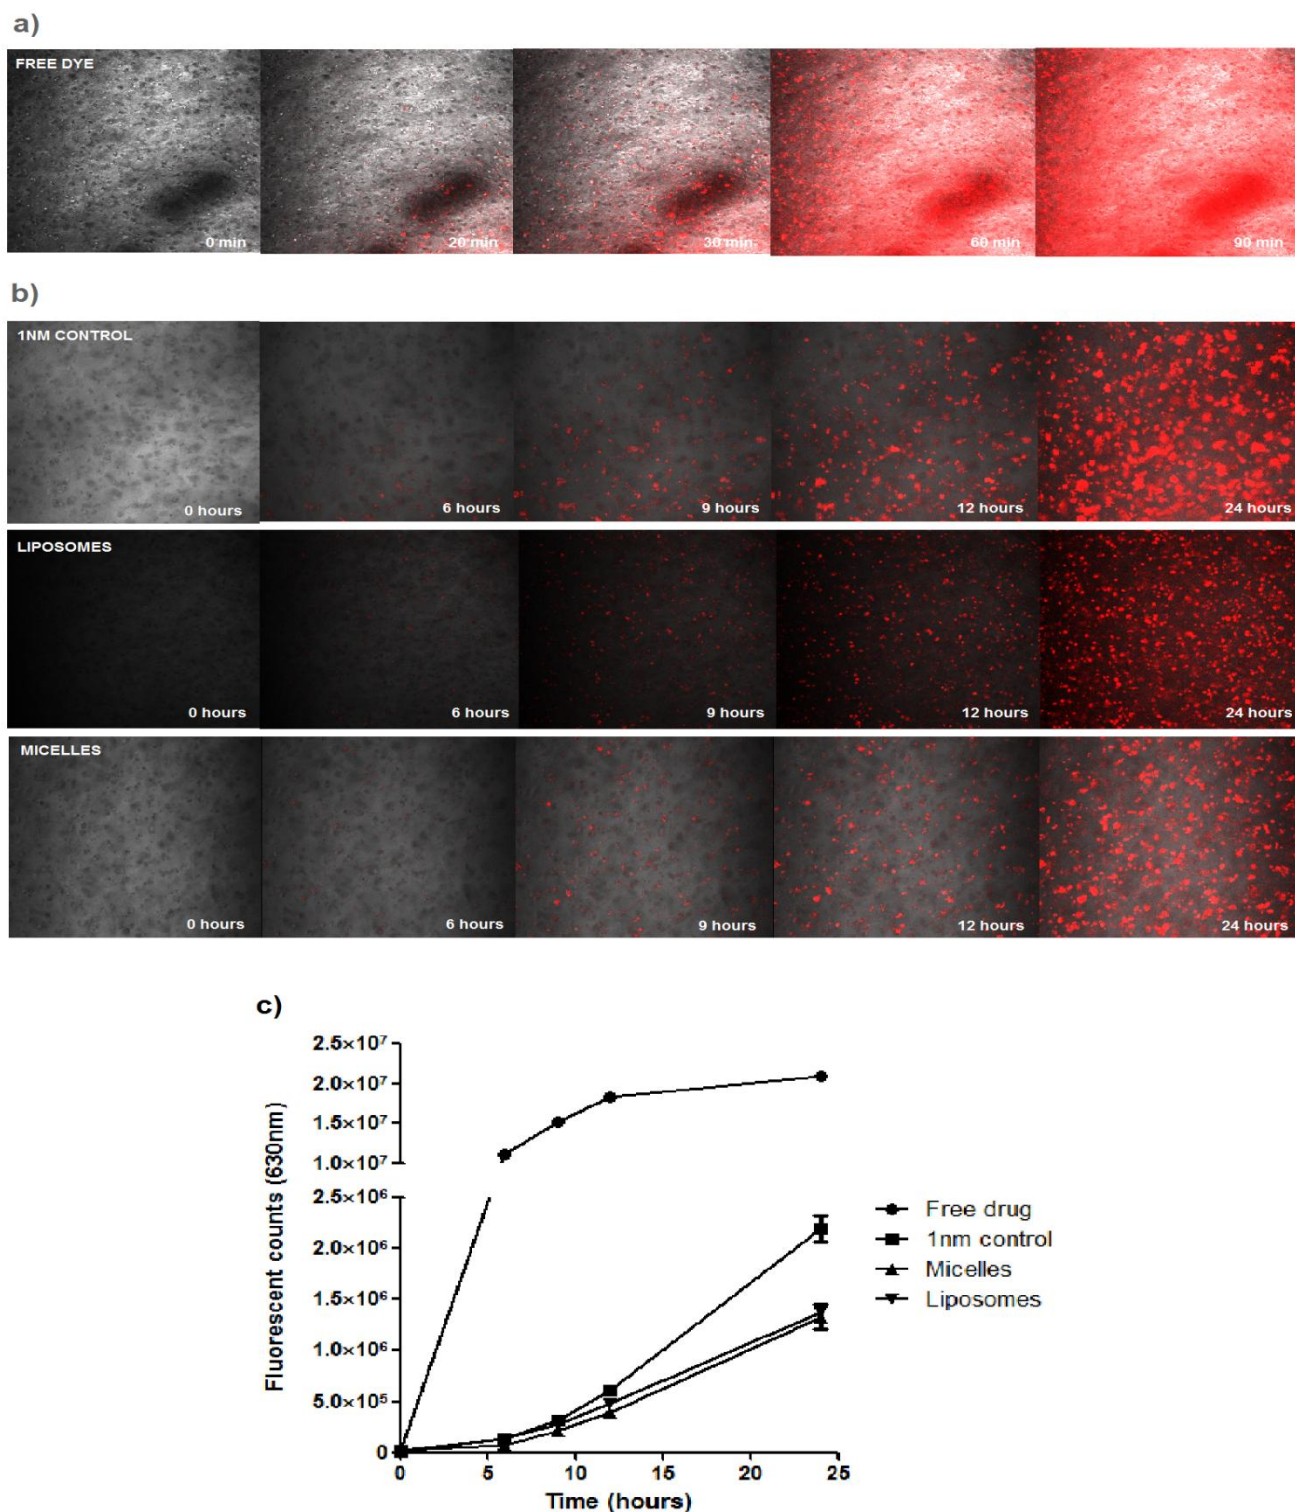 a)
FREE DYE
0 min
20 min
30 min
60 min
90 min
b)
1NM CONTROL
0 hours
6 hours
9 hours
12 hours
24 hours
LIPOSOMES
0 hours
6 hours
9 hours
12 hours
24 hours
MICELLES
0 hours
6 hours
9 hours
12 hours
24 hours
c)
2.5×10⁷
2.0×10⁷
1.5×10⁷
1.0×10⁷
2.5×10⁶
2.0×10⁶
1.5×10⁶
1.0×10⁶
5.0×10⁵
0
Fluorescent counts (630nm)
0 5 10 15 20 25
Time (hours)
Free drug
1nm control
Micelles
Liposomes